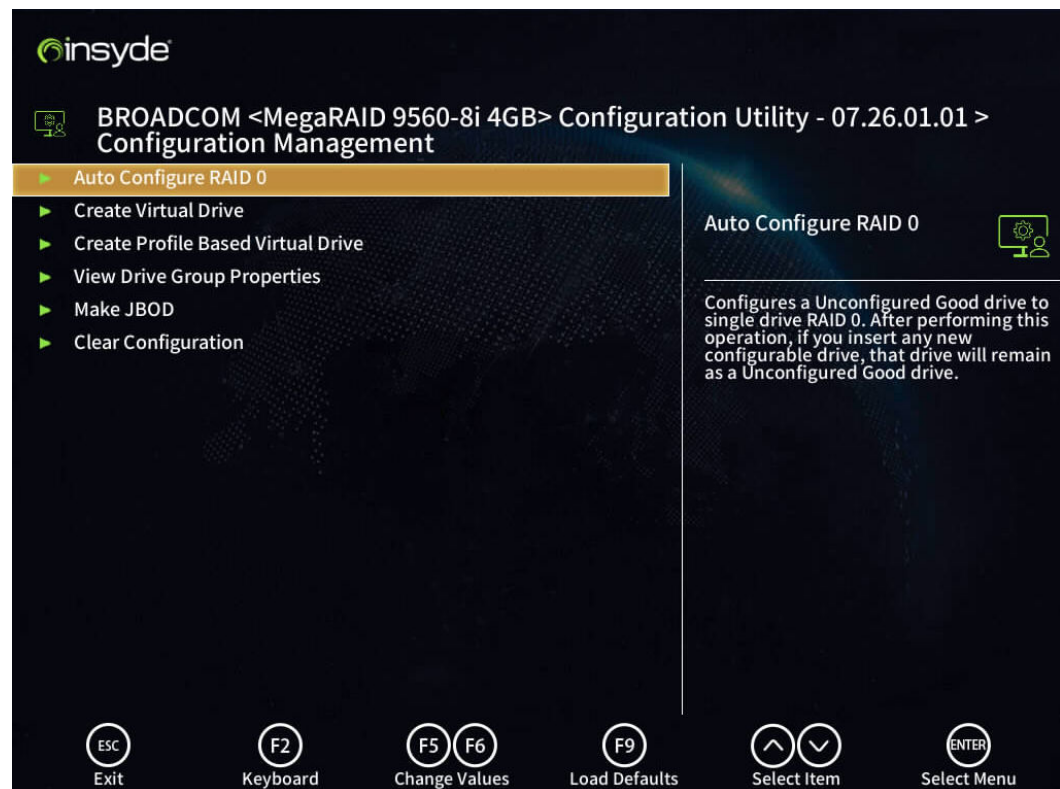 insyde
BROADCOM <MegaRAID 9560-8i 4GB> Configuration Utility - 07.26.01.01 >
Configuration Management
Auto Configure RAID 0
Create Virtual Drive
Create Profile Based Virtual Drive
View Drive Group Properties
Make JBOD
Clear Configuration
Auto Configure RAID 0
Configures a Unconfigured Good drive to
single drive RAID 0. After performing this
operation, if you insert any new
configurable drive, that drive will remain
as a Unconfigured Good drive.
ESC F2 F5 F6 F9 ENTER
Exit Keyboard Change Values Load Defaults Select Item Select Menu